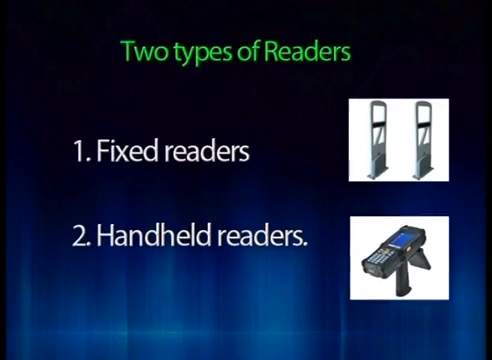 Two types of Readers
1. Fixed readers
2. Handheld readers.